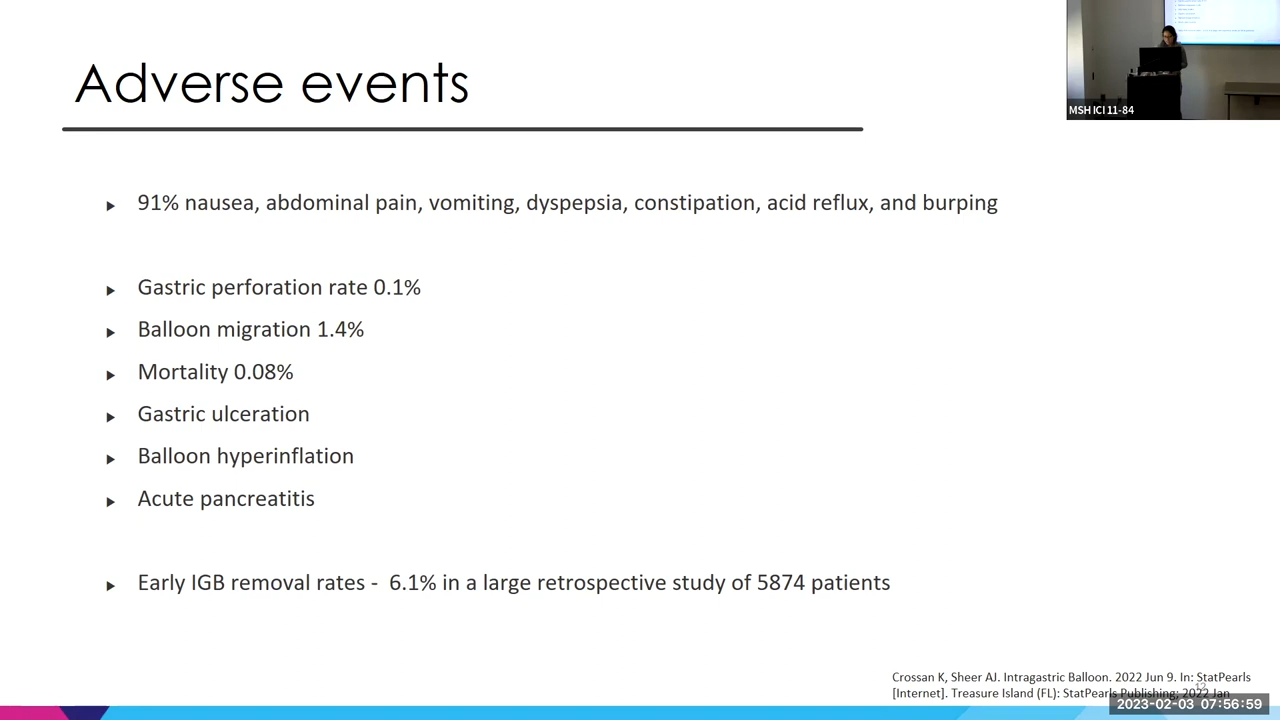 Adverse events
MSH ICI 11-84
91% nausea, abdominal pain, vomiting, dyspepsia, constipation, acid reflux, and burping
Gastric perforation rate 0.1%
Balloon migration 1.4%
Mortality 0.08%
Gastric ulceration
Balloon hyperinflation
Acute pancreatitis
Early IGB removal rates - 6.1% in a large retrospective study of 5874 patients
Crossan K, Sheer AJ. Intragastric Balloon. 2022 Jun 9. In: StatPearls
[Internet]. Treasure Island (FL): StatPearls Publishing; 2022 Jan
12
2023-02-03 07:56:59